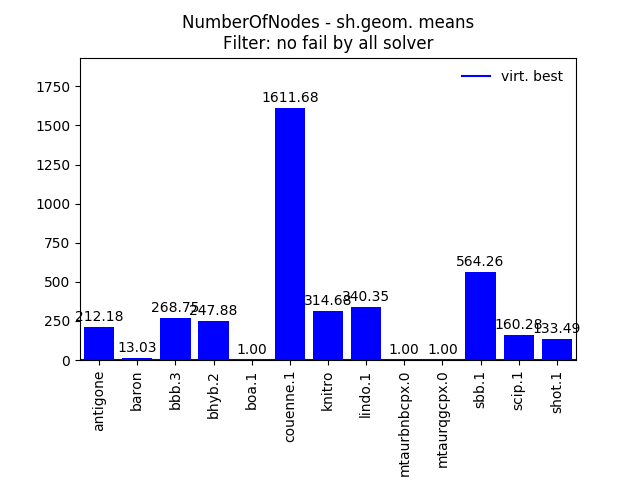 NumberOfNodes - sh.geom. means
Filter: no fail by all solver
virt. best
1750
1500
1250
1000
750
500
250
0
212.18
13.03
268.75
247.88
1.00
1611.68
314.68
340.35
1.00
1.00
564.26
160.28
133.49
antigone
baron
bbb.3
bhyb.2
boa.1
couenne.1
knitro
lindo.1
mtaurbnbcpx.0
mtaurqgcpx.0
sbb.1
scip.1
shot.1